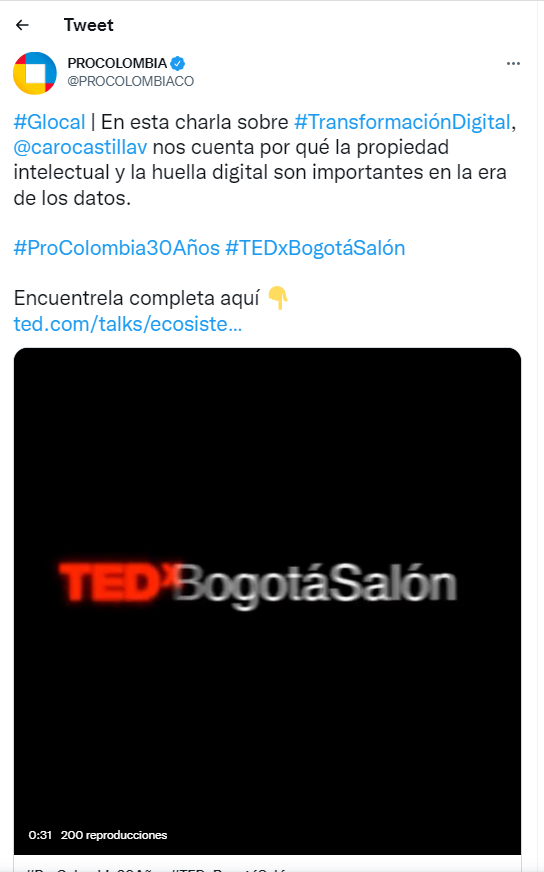 Tweet
PROCOLOMBIA
@PROCOLOMBIACO
#Glocal | En esta charla sobre #TransformaciónDigital,
@carocastillav nos cuenta por qué la propiedad
intelectual y la huella digital son importantes en la era
de los datos.
#ProColombia30Años #TEDxBogotáSalón
Encuentrela completa aquí 👇
ted.com/talks/ecosiste...
TEDxBogotáSalón
0:31 200 reproducciones
#ProColombia30Años #TEDxBogotáSalón